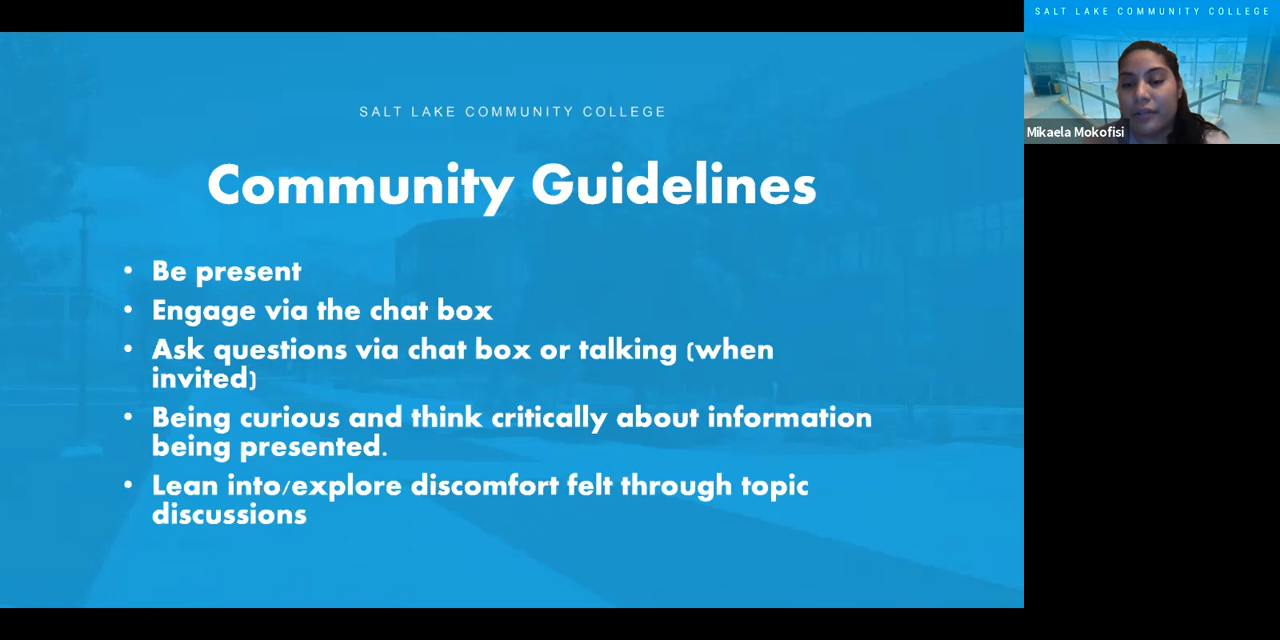 SALT LAKE COMMUNITY COLLEGE
Community Guidelines
• Be present
• Engage via the chat box
• Ask questions via chat box or talking (when
invited)
• Being curious and think critically about information
being presented.
• Lean into/explore discomfort felt through topic
discussions
SALT LAKE COMMUNITY COLLEGE
Mikaela Mokofisi